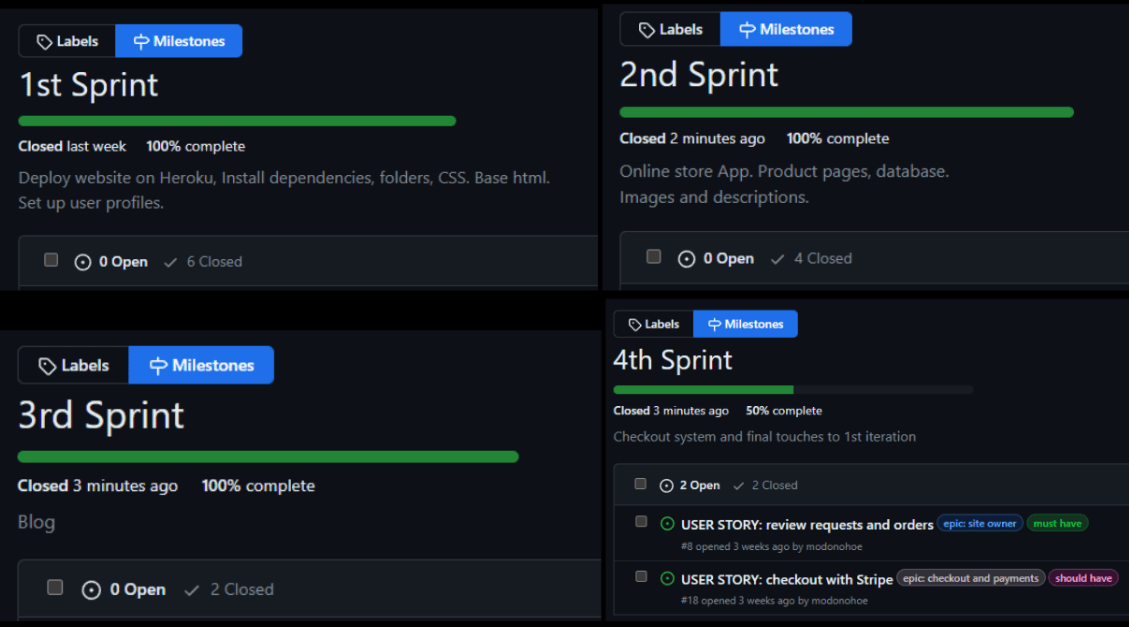 Labels Milestones
1st Sprint
Closed last week 100% complete
Deploy website on Heroku, Install dependencies, folders, CSS. Base html.
Set up user profiles.
0 Open 6 Closed
Labels Milestones
2nd Sprint
Closed 2 minutes ago 100% complete
Online store App. Product pages, database.
Images and descriptions.
0 Open 4 Closed
Labels Milestones
3rd Sprint
Closed 3 minutes ago 100% complete
Blog
0 Open 2 Closed
Labels Milestones
4th Sprint
Closed 3 minutes ago 50% complete
Checkout system and final touches to 1st iteration
2 Open 2 Closed
USER STORY: review requests and orders epic: site owner must have
#8 opened 3 weeks ago by modonohoe
USER STORY: checkout with Stripe epic: checkout and payments should have
#18 opened 3 weeks ago by modonohoe